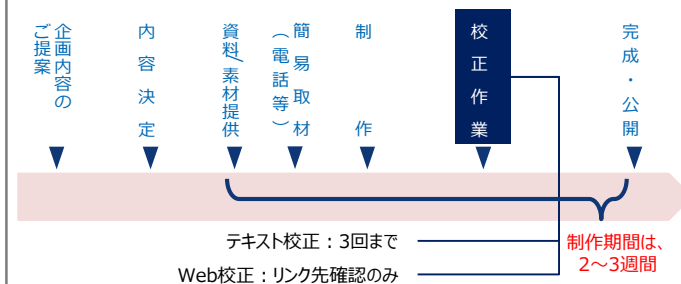 企画内容の
ご提案
内容決定
資料/素材提供
簡易取材
（電話等）
制作
校正作業
完成・公開
テキスト校正：3回まで
Web校正：リンク先確認のみ
制作期間は、
2～3週間